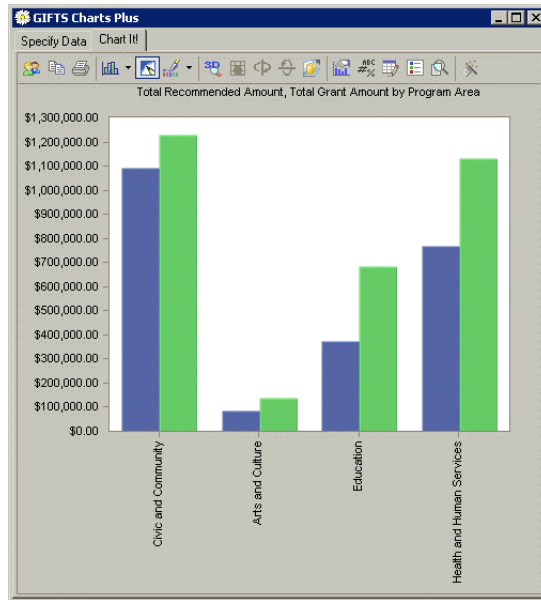 GIFTS Charts Plus
Specify Data Chart It!
3D ABC #%
Total Recommended Amount, Total Grant Amount by Program Area
$1,300,000.00
$1,200,000.00
$1,100,000.00
$1,000,000.00
$900,000.00
$800,000.00
$700,000.00
$600,000.00
$500,000.00
$400,000.00
$300,000.00
$200,000.00
$100,000.00
$0.00
Civic and Community
Arts and Culture
Education
Health and Human Services